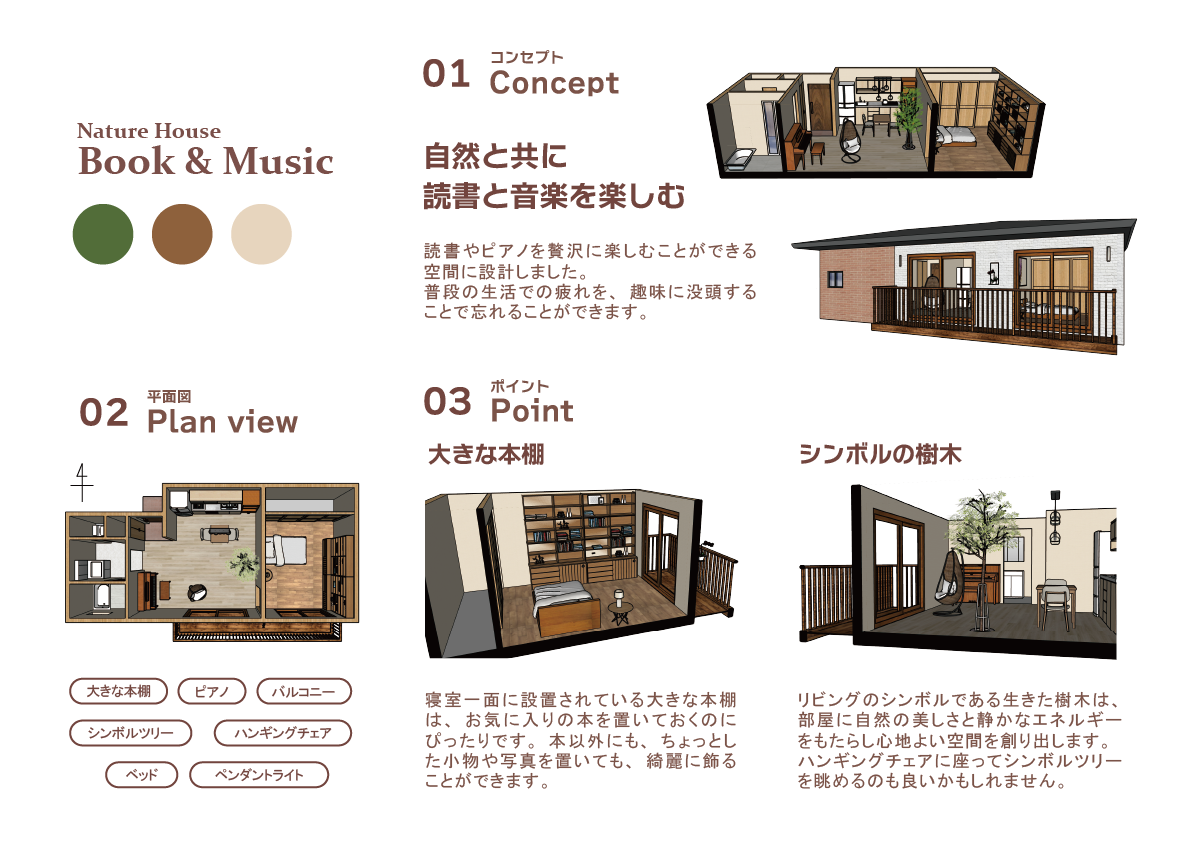 Nature House
Book & Music
01
コンセプト
Concept
自然と共に
読書と音楽を楽しむ
読書やピアノを贅沢に楽しむことができる
空間に設計しました。
普段の生活での疲れを、趣味に没頭する
ことで忘れることができます。
02
平面図
Plan view
4
大きな本棚
ピアノ
バルコニー
シンボルツリー
ハンギングチェア
ベッド
ペンダントライト
03
ポイント
Point
大きな本棚
寝室一面に設置されている大きな本棚
は、お気に入りの本を置いておくのに
ぴったりです。本以外にも、ちょっとし
た小物や写真を置いても、綺麗に飾る
ことができます。
シンボルの樹木
リビングのシンボルである生きた樹木は、
部屋に自然の美しさと静かなエネルギー
をもたらし心地よい空間を創り出します。
ハンギングチェアに座ってシンボルツリー
を眺めるのも良いかもしれません。